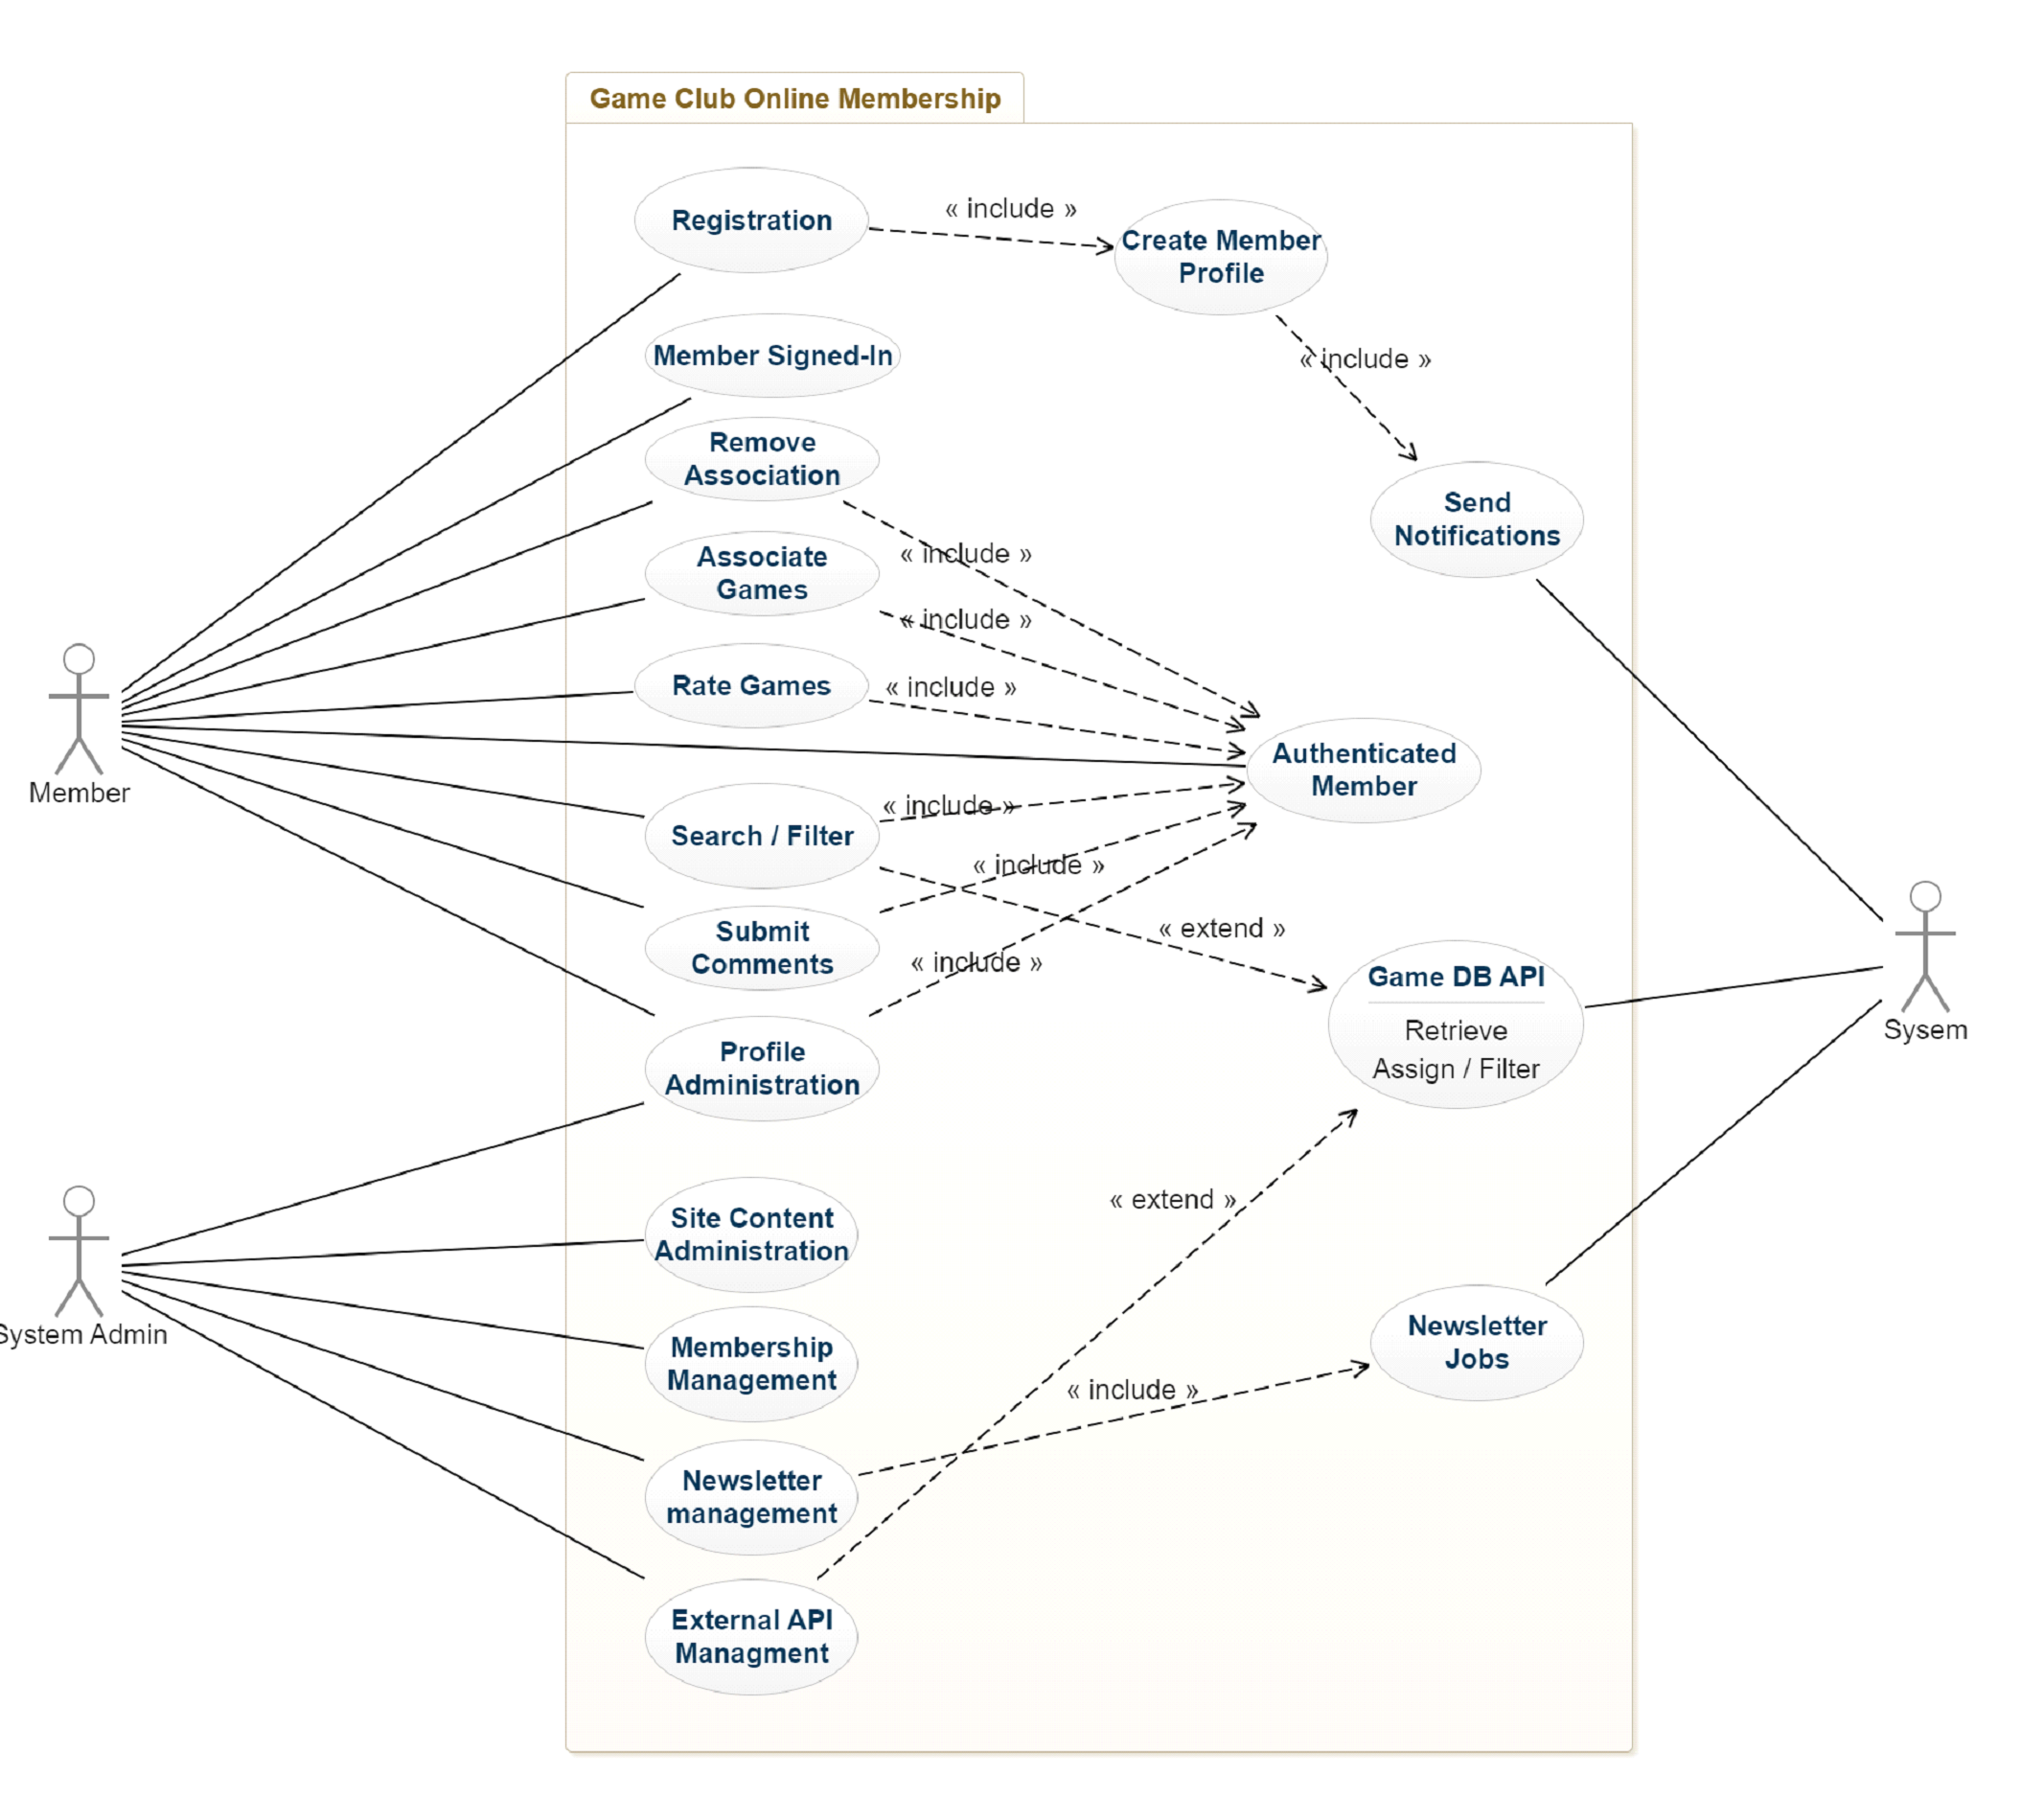 Game Club Online Membership
Registration
« include »
Create Member
Profile
Member Signed-In
« include »
Remove
Association
Send
Notifications
« include »
Associate
Games
« include »
Rate Games
« include »
Authenticated
Member
Member
Search / Filter
« include »
« include »
Submit
Comments
« extend »
« include »
Game DB API
Retrieve
Assign / Filter
Sysem
Profile
Administration
« extend »
Site Content
Administration
System Admin
Membership
Management
Newsletter
Jobs
« include »
Newsletter
management
External API
Managment